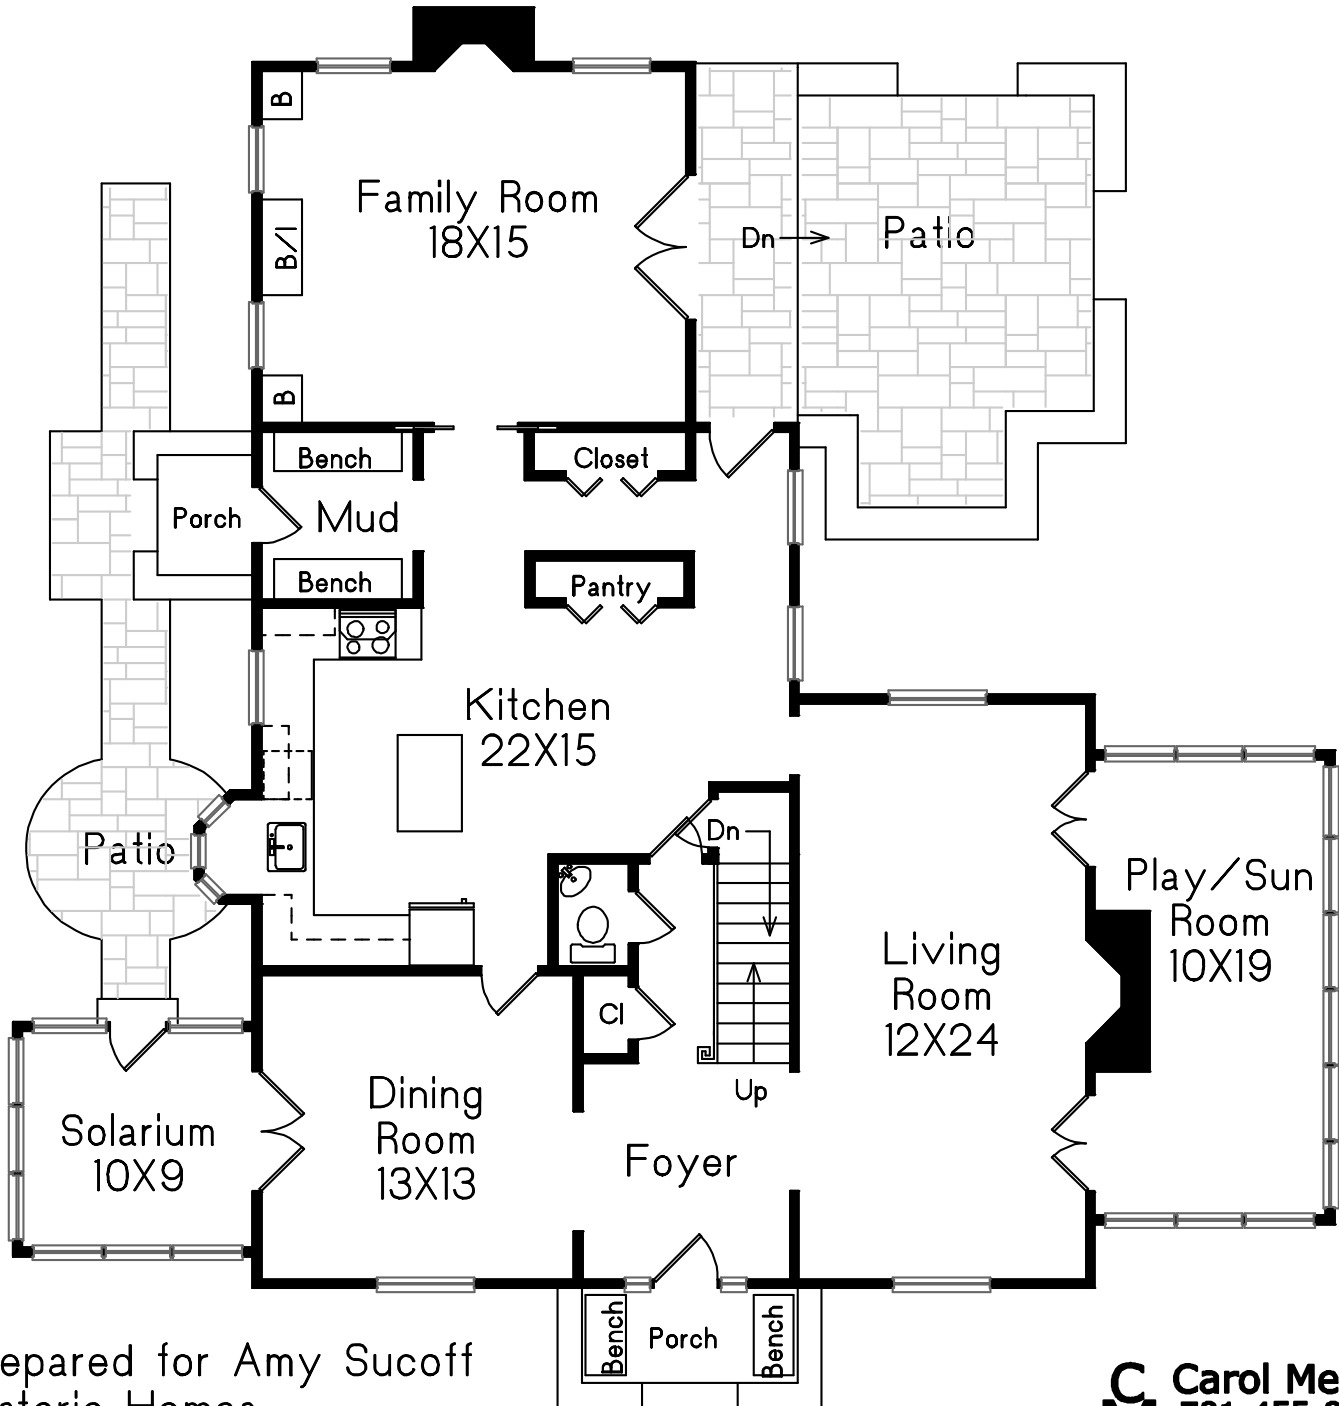 B
Family Room
18X15
B/I
Dn
Patio
B
Bench
Closet
Porch
Mud
Bench
Pantry
Kitchen
22X15
Dn
Patio
Play/Sun
Room
10X19
Living
Room
12X24
Cl
Up
Dining
Room
13X13
Solarium
10X9
Foyer
Bench
Porch
Bench
epared for Amy Sucoff
Carol Me
Homes